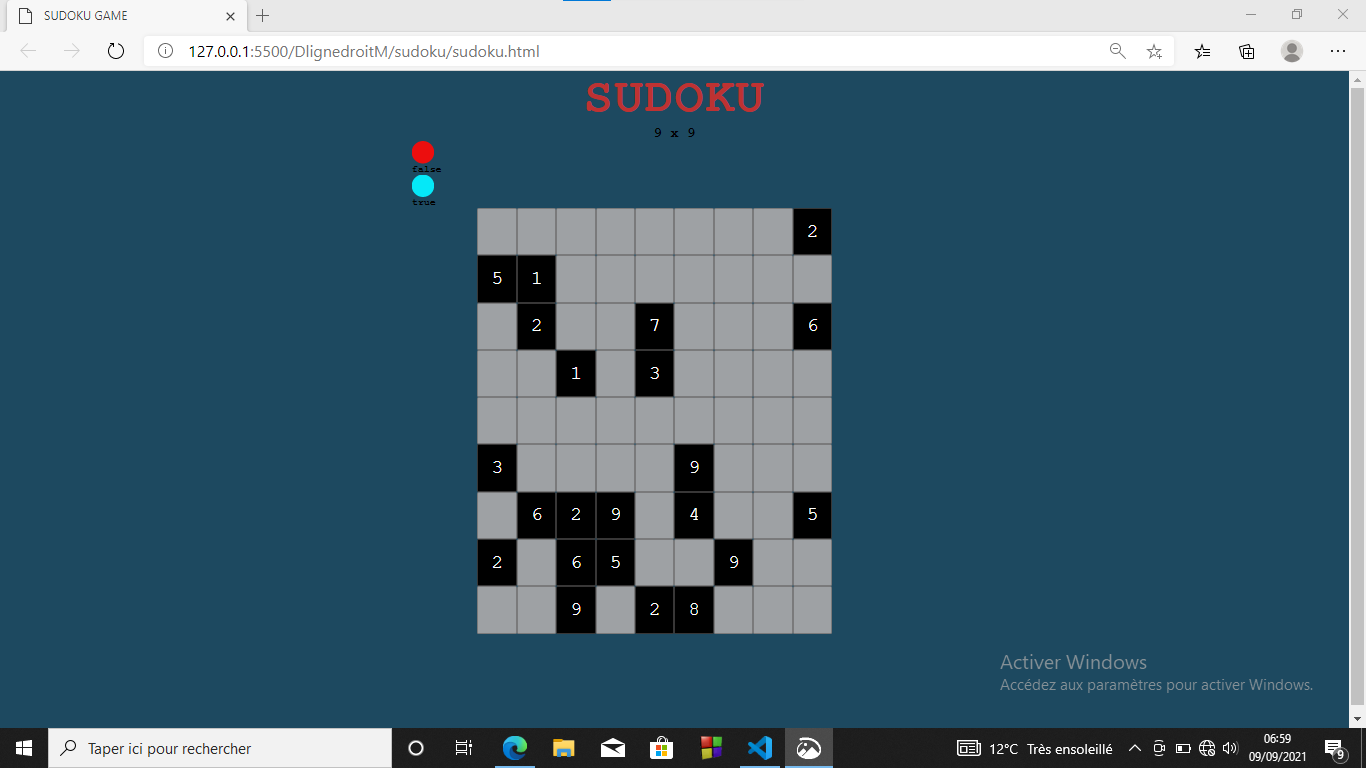 SUDOKU GAME
127.0.0.1:5500/DlignedroitM/sudoku/sudoku.html
SUDOKU
9 x 9
false
true
2
5 1
2 7 6
1 3
3 9
6 2 9 4 5
2 6 5 9
9 2 8
Activer Windows
Accédez aux paramètres pour activer Windows.
Taper ici pour rechercher
12°C Très ensoleillé
06:59
09/09/2021
9